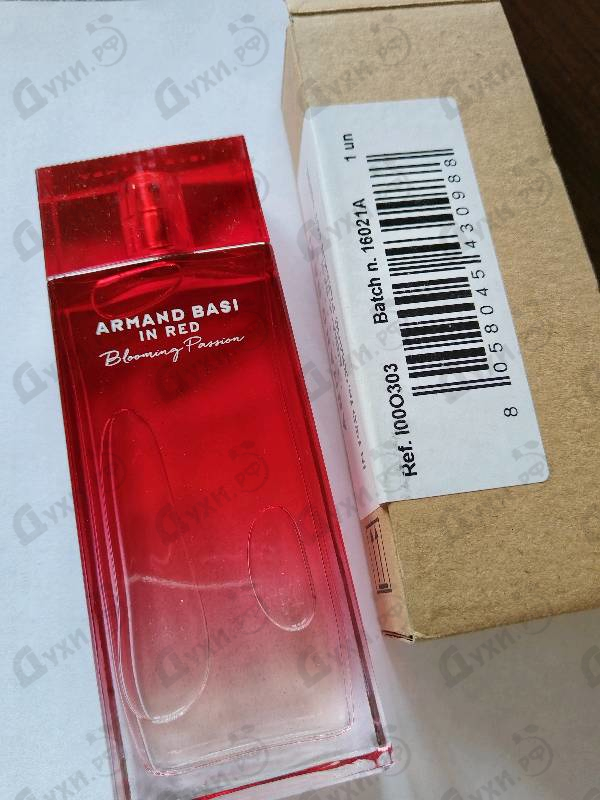 ARMAND BASI
IN RED
Blooming Passion
Ref. I00O303
Batch n. 16021A
1 un
8 058045 430988
Духи.рф